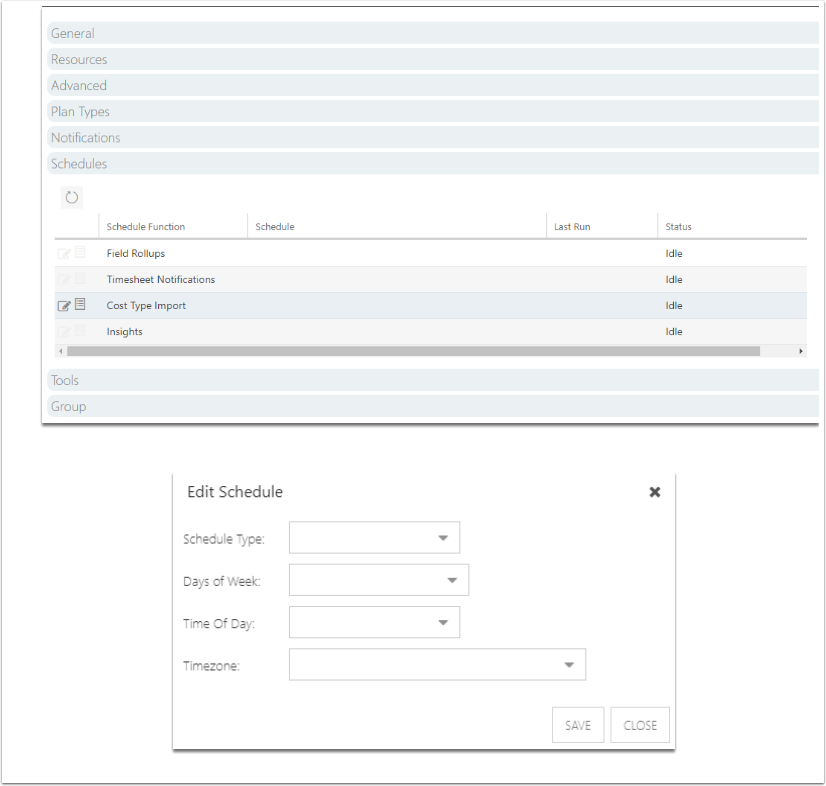 General
Resources
Advanced
Plan Types
Notifications
Schedules
Schedule Function Schedule Last Run Status
Field Rollups Idle
Timesheet Notifications Idle
Cost Type Import Idle
Insights Idle
Tools
Group
Edit Schedule
Schedule Type:
Days of Week:
Time Of Day:
Timezone:
SAVE CLOSE